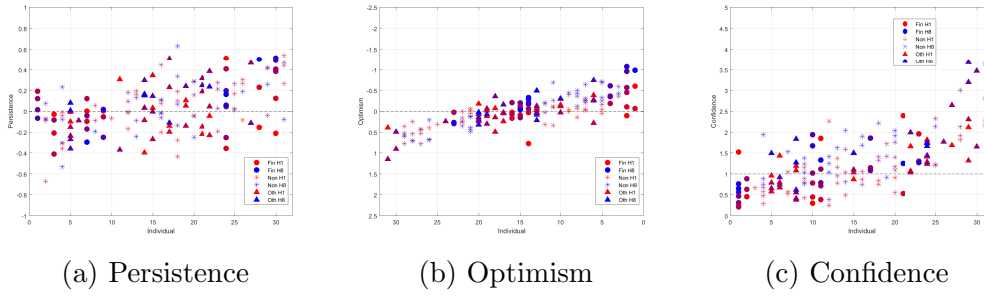 1
0.8
0.6
0.4
0.2
0
-0.2
-0.4
-0.6
-0.8
-1
0
5
10
15
20
25
30
Persistence
Individual
Fin H1
Fin H8
Non H1
Non H8
Oth H1
Oth H8
-2.5
-2
-1.5
-1
-0.5
0
0.5
1
1.5
2
2.5
30
25
20
15
10
5
0
Optimism
Individual
Fin H1
Fin H8
Non H1
Non H8
Oth H1
Oth H8
5
4.5
4
3.5
3
2.5
2
1.5
1
0.5
0
0
5
10
15
20
25
30
Confidence
Individual
Fin H1
Fin H8
Non H1
Non H8
Oth H1
Oth H8
(a) Persistence
(b) Optimism
(c) Confidence